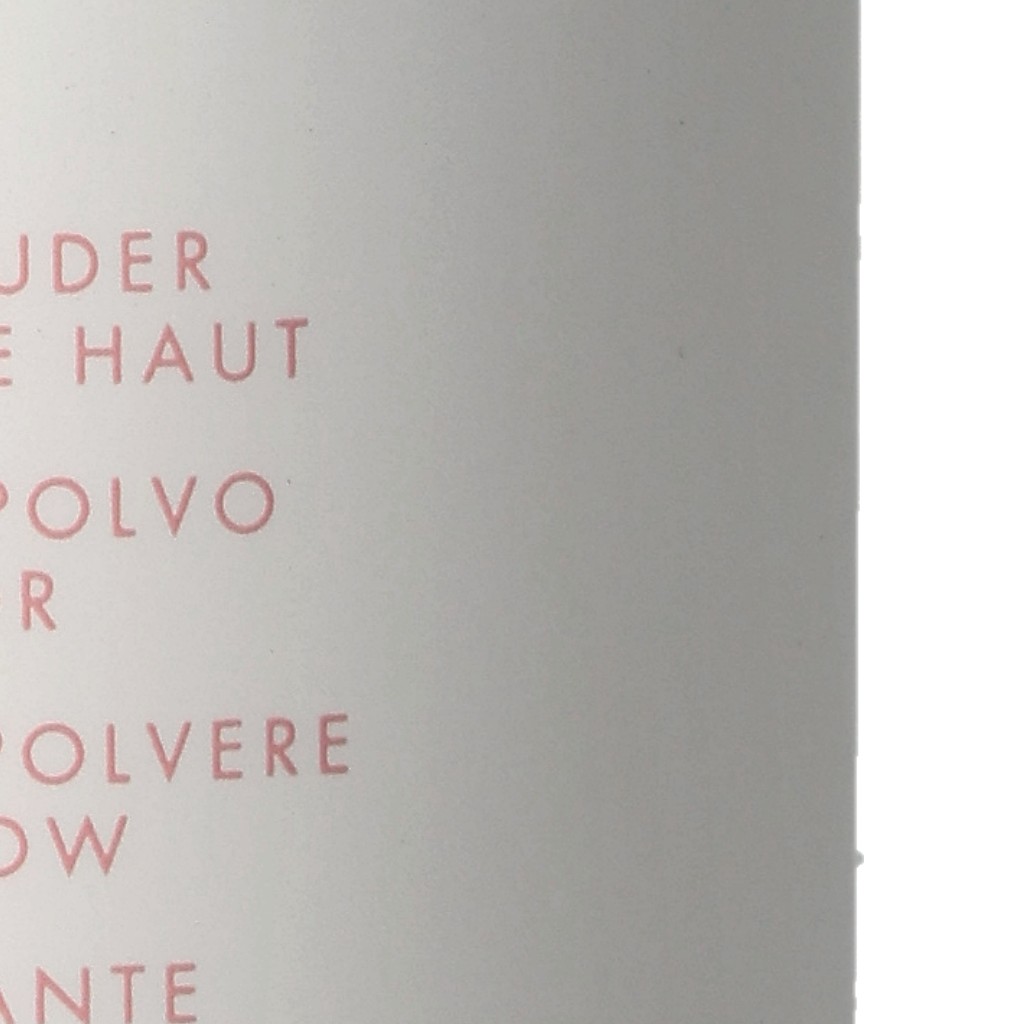 UDER
E HAUT
POLVO
R
POLVERE
OW
ANTE